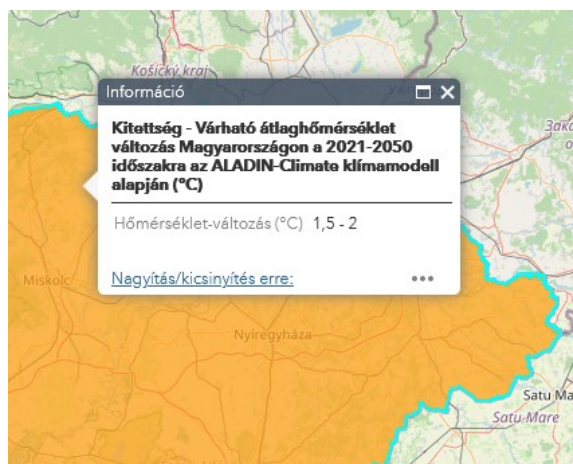 Košický kraj
Információ
Kitettség - Várható átlaghőmérséklet
változás Magyarországon a 2021-2050
időszakra az ALADIN-Climate klímamodell
alapján (°C)
Hőmérséklet-változás (°C) 1,5 - 2
Nagyítás/kicsinyítés erre:
Miskolc
Nyíregyháza
Satu Ma
Satu Mare